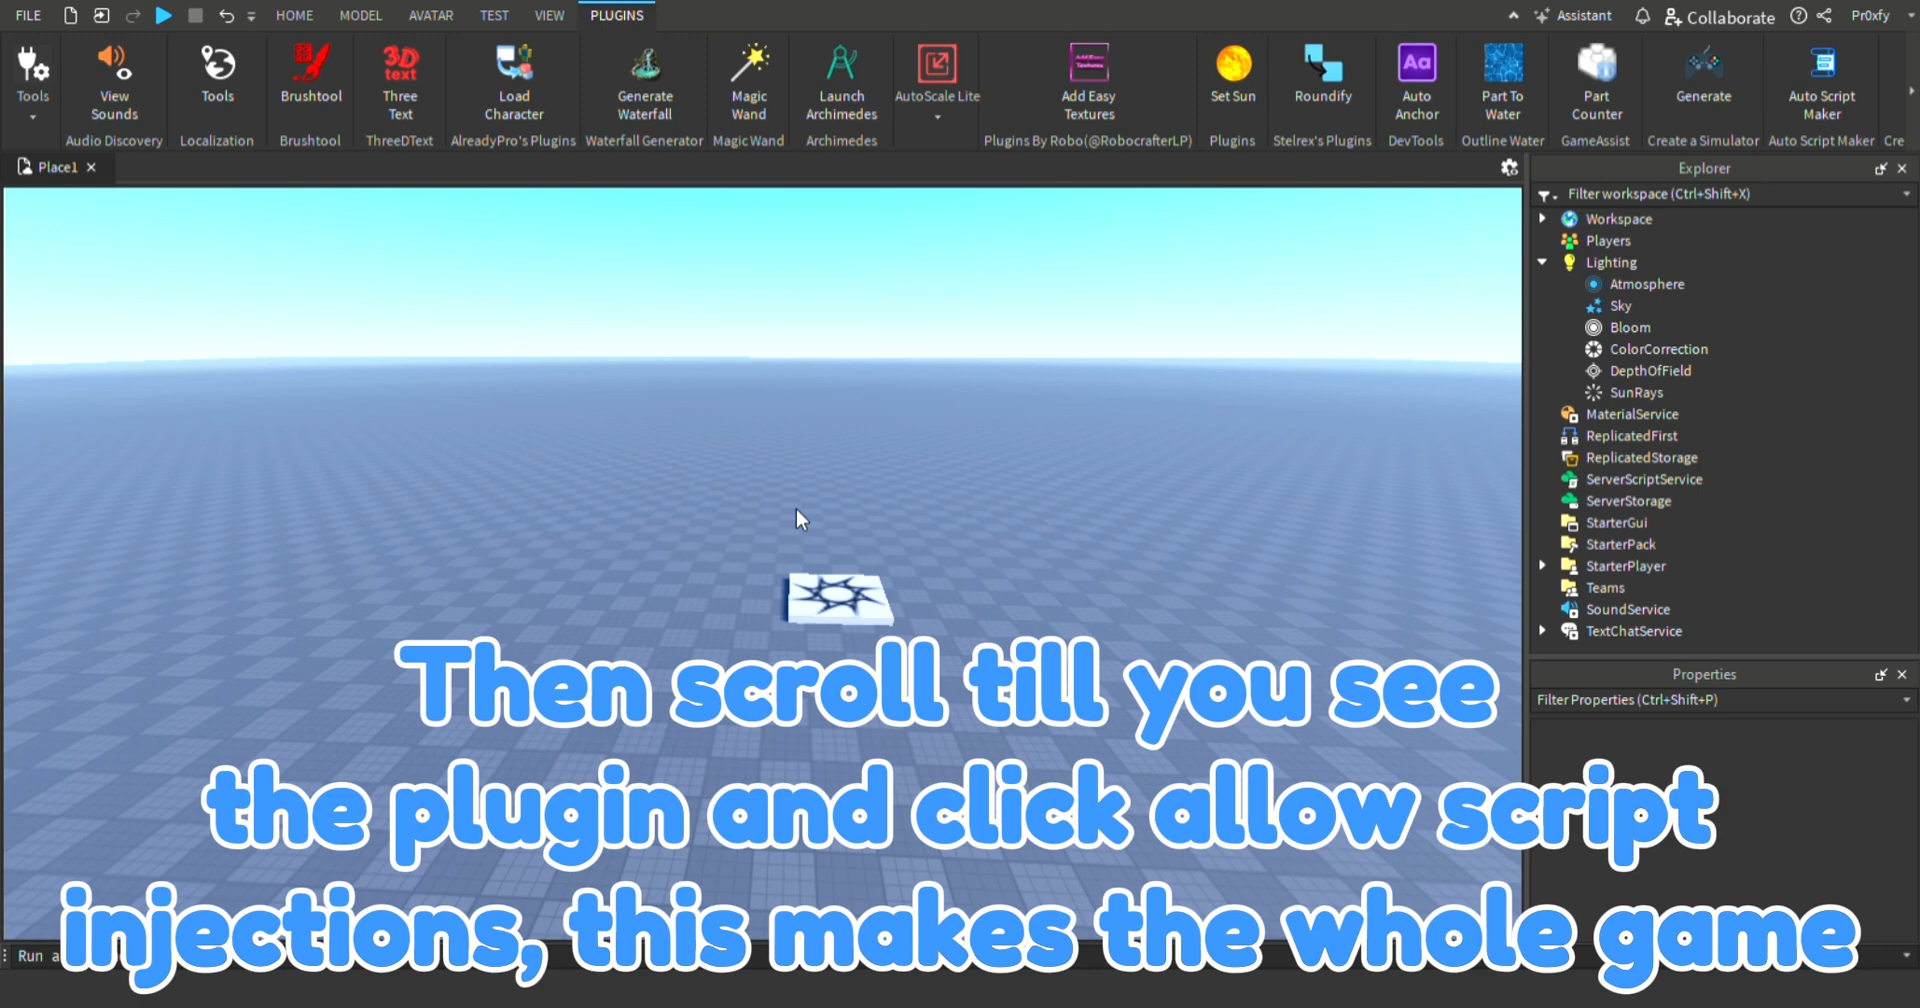 FILE HOME MODEL AVATAR TEST VIEW PLUGINS Assistant Collaborate Pr0xfy
Tools
View Sounds
Audio Discovery
Tools
Localization
Brushtool
Brushtool
3D text
Three Text
ThreeDText
Load Character
AlreadyPro's Plugins
Generate Waterfall
Waterfall Generator
Magic Wand
Magic Wand
Launch Archimedes
Archimedes
AutoScale Lite
Add Easy Textures
Plugins By Robo(@RobocrafterLP)
Set Sun
Plugins
Roundify
Stelrex's Plugins
Aa
Auto Anchor
DevTools
Part To Water
Outline Water
Part Counter
GameAssist
Generate
Create a Simulator
Auto Script Maker
Auto Script Maker
Cre
Place1
Explorer
Filter workspace (Ctrl+Shift+X)
Workspace
Players
Lighting
Atmosphere
Sky
Bloom
ColorCorrection
DepthOfField
SunRays
MaterialService
ReplicatedFirst
ReplicatedStorage
ServerScriptService
ServerStorage
StarterGui
StarterPack
StarterPlayer
Teams
SoundService
TextChatService
Properties
Filter Properties (Ctrl+Shift+P)
Then scroll till you see
the plugin and click allow script
injections, this makes the whole game
Run a